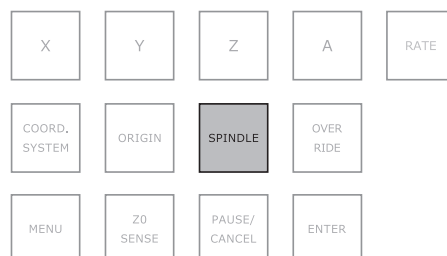 X Y Z A RATE
COORD.
SYSTEM
ORIGIN
SPINDLE
OVER
RIDE
MENU
Z0
SENSE
PAUSE/
CANCEL
ENTER